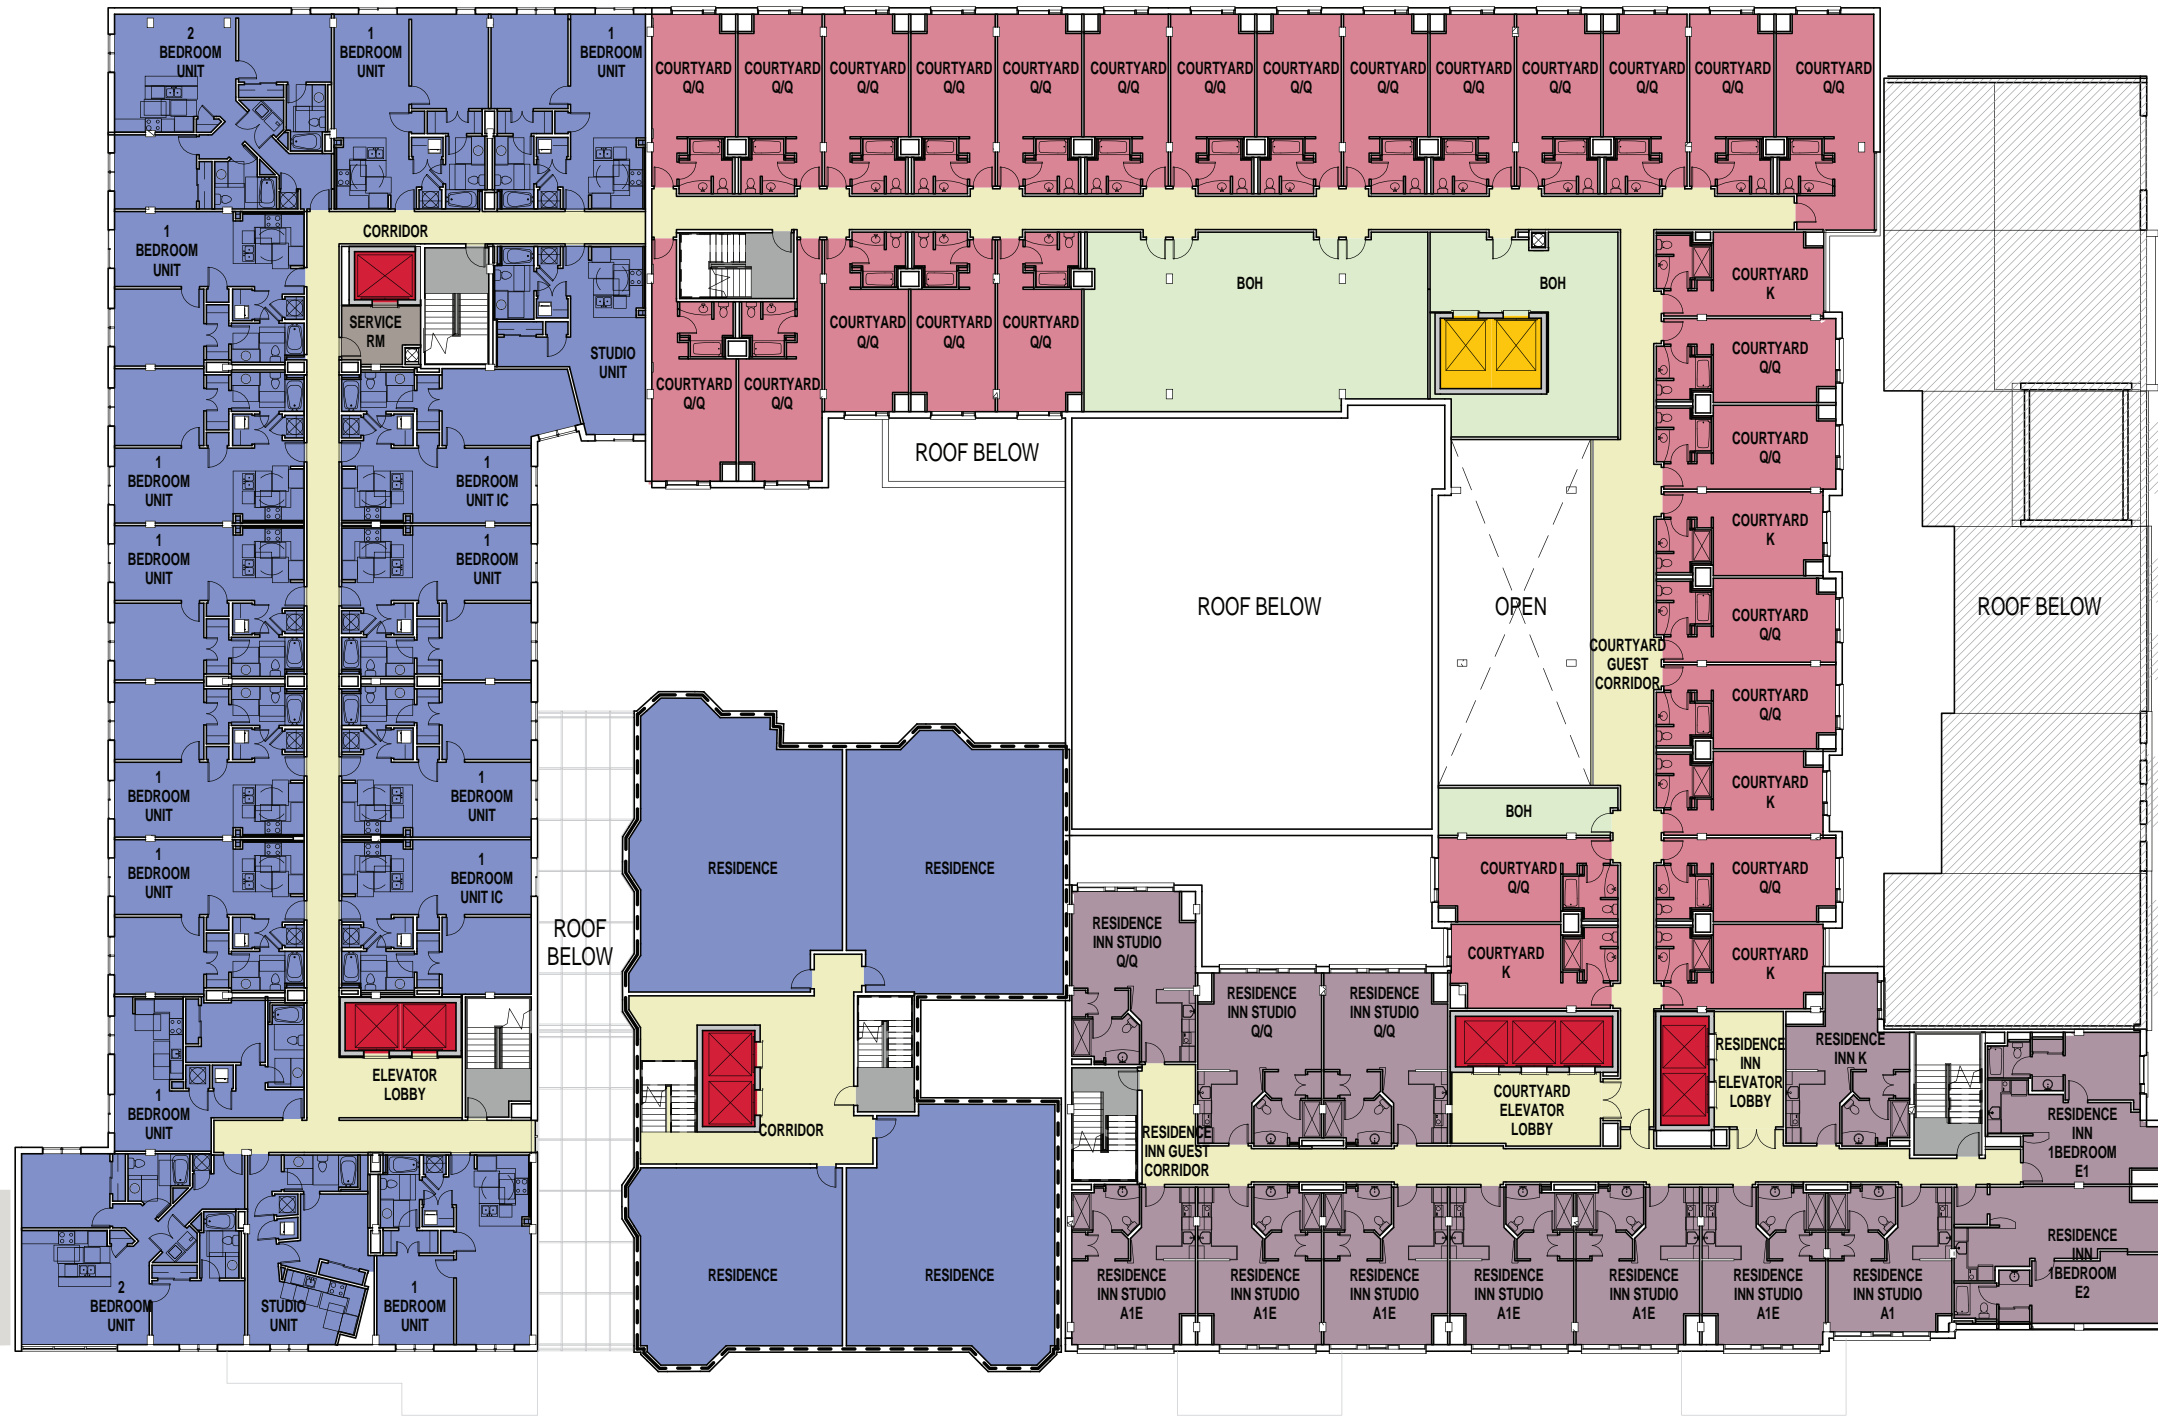 2
BEDROOM
UNIT
1
BEDROOM
UNIT
1
BEDROOM
UNIT
COURTYARD
Q/Q
COURTYARD
Q/Q
COURTYARD
Q/Q
COURTYARD
Q/Q
COURTYARD
Q/Q
COURTYARD
Q/Q
COURTYARD
Q/Q
COURTYARD
Q/Q
COURTYARD
Q/Q
COURTYARD
Q/Q
COURTYARD
Q/Q
COURTYARD
Q/Q
COURTYARD
Q/Q
COURTYARD
Q/Q
1
BEDROOM
UNIT
CORRIDOR
SERVICE
RM
STUDIO
UNIT
COURTYARD
Q/Q
COURTYARD
Q/Q
COURTYARD
Q/Q
COURTYARD
Q/Q
COURTYARD
Q/Q
BOH
BOH
COURTYARD
K
COURTYARD
Q/Q
COURTYARD
Q/Q
COURTYARD
K
COURTYARD
Q/Q
COURTYARD
Q/Q
COURTYARD
K
COURTYARD
Q/Q
COURTYARD
K
ROOF BELOW
ROOF BELOW
OPEN
COURTYARD
GUEST
CORRIDOR
ROOF BELOW
1
BEDROOM
UNIT
1
BEDROOM
UNIT IC
1
BEDROOM
UNIT
1
BEDROOM
UNIT
1
BEDROOM
UNIT
1
BEDROOM
UNIT
1
BEDROOM
UNIT
1
BEDROOM
UNIT IC
ROOF
BELOW
RESIDENCE
RESIDENCE
BOH
COURTYARD
Q/Q
COURTYARD
K
RESIDENCE
INN STUDIO
Q/Q
RESIDENCE
INN STUDIO
Q/Q
RESIDENCE
INN STUDIO
Q/Q
ELEVATOR
LOBBY
1
BEDROOM
UNIT
CORRIDOR
RESIDENCE
INN GUEST
CORRIDOR
COURTYARD
ELEVATOR
LOBBY
RESIDENCE
INN
ELEVATOR
LOBBY
RESIDENCE
INN K
RESIDENCE
INN
1BEDROOM
E1
RESIDENCE
INN
1BEDROOM
E2
2
BEDROOM
UNIT
STUDIO
UNIT
1
BEDROOM
UNIT
RESIDENCE
RESIDENCE
RESIDENCE
INN STUDIO
A1E
RESIDENCE
INN STUDIO
A1E
RESIDENCE
INN STUDIO
A1E
RESIDENCE
INN STUDIO
A1E
RESIDENCE
INN STUDIO
A1E
RESIDENCE
INN STUDIO
A1E
RESIDENCE
INN STUDIO
A1